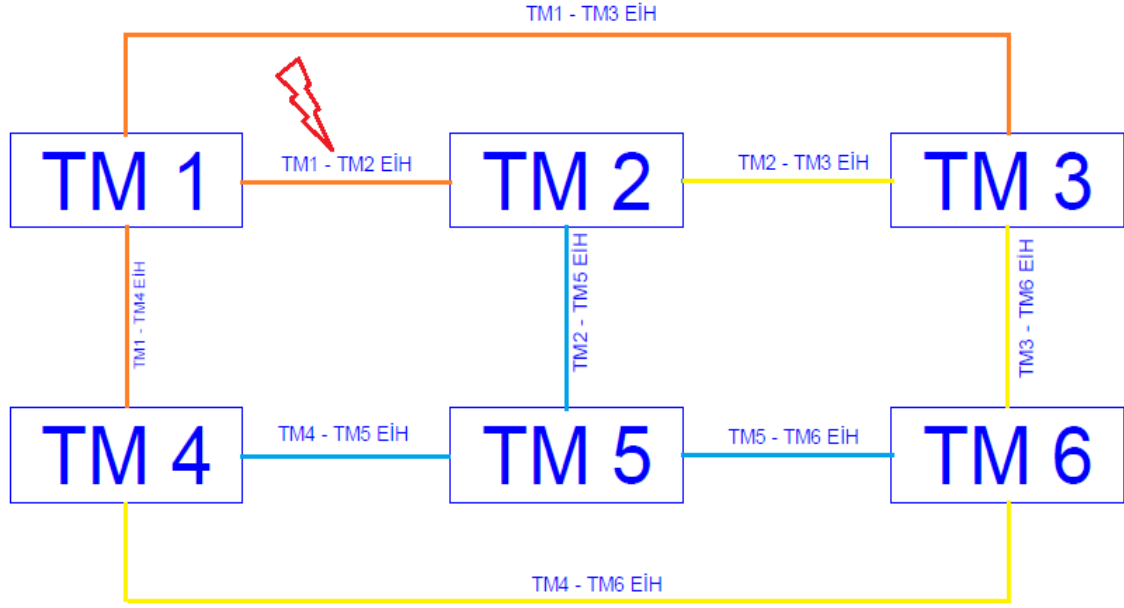 TM1 - TM3 EİH
TM 1
TM1 - TM2 EİH
TM 2
TM2 - TM3 EİH
TM 3
TM1 - TM4 EİH
TM2 - TM5 EİH
TM3 - TM6 EİH
TM 4
TM4 - TM5 EİH
TM 5
TM5 - TM6 EİH
TM 6
TM4 - TM6 EİH